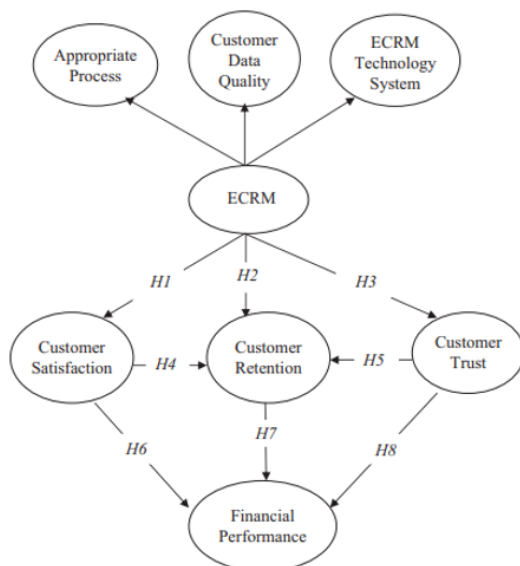 Appropriate
Process
Customer
Data
Quality
ECRM
Technology
System
ECRM
H1
H2
H3
Customer
Satisfaction
H4
Customer
Retention
H5
Customer
Trust
H6
H7
H8
Financial
Performance